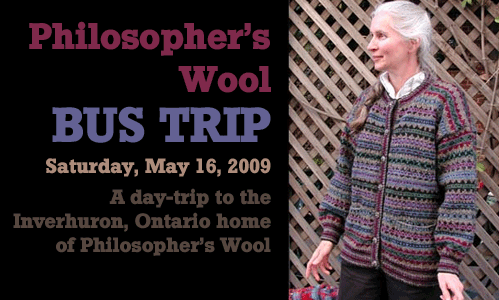 Philosopher's
Wool
BUS TRIP
Saturday, May 16, 2009
A day-trip to the
Inverhuron, Ontario home
of Philosopher's Wool